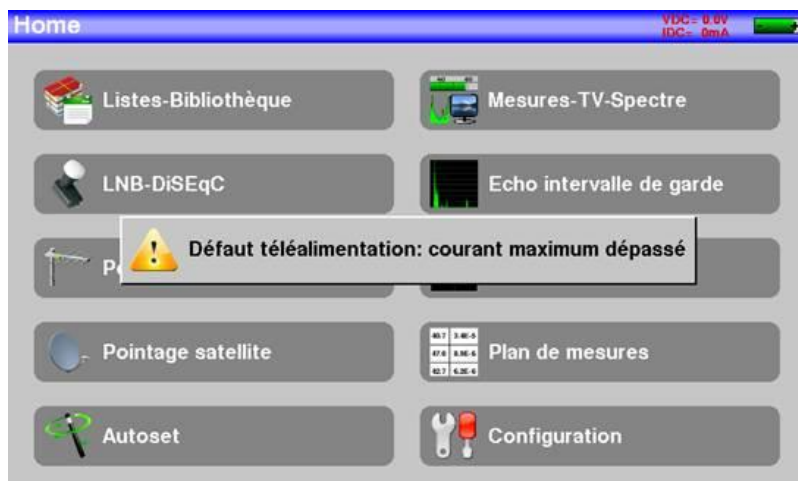 Home
VDC= 0.0V
IDC= 0mA
Listes-Bibliothèque
Mesures-TV-Spectre
LNB-DiSEqC
Echo intervalle de garde
Défaut téléalimentation: courant maximum dépassé
Pointage satellite
Plan de mesures
Autoset
Configuration